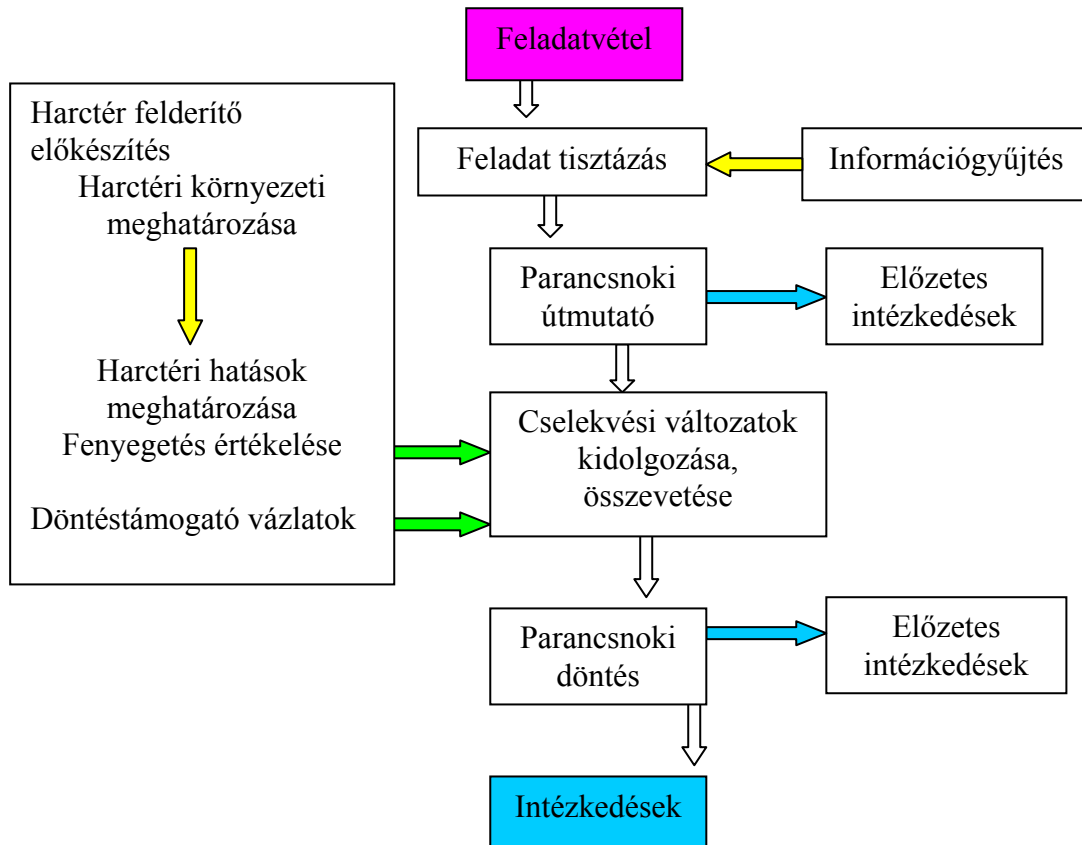 Feladatvétel
Harctér felderítő
előkészítés
Harctéri környezeti
meghatározása
Harctéri hatások
meghatározása
Fenyegetés értékelése
Döntéstámogató vázlatok
Feladat tisztázás
Információgyűjtés
Parancsnoki
útmutató
Előzetes
intézkedések
Cselekvési változatok
kidolgozása,
összevetése
Parancsnoki
döntés
Előzetes
intézkedések
Intézkedések